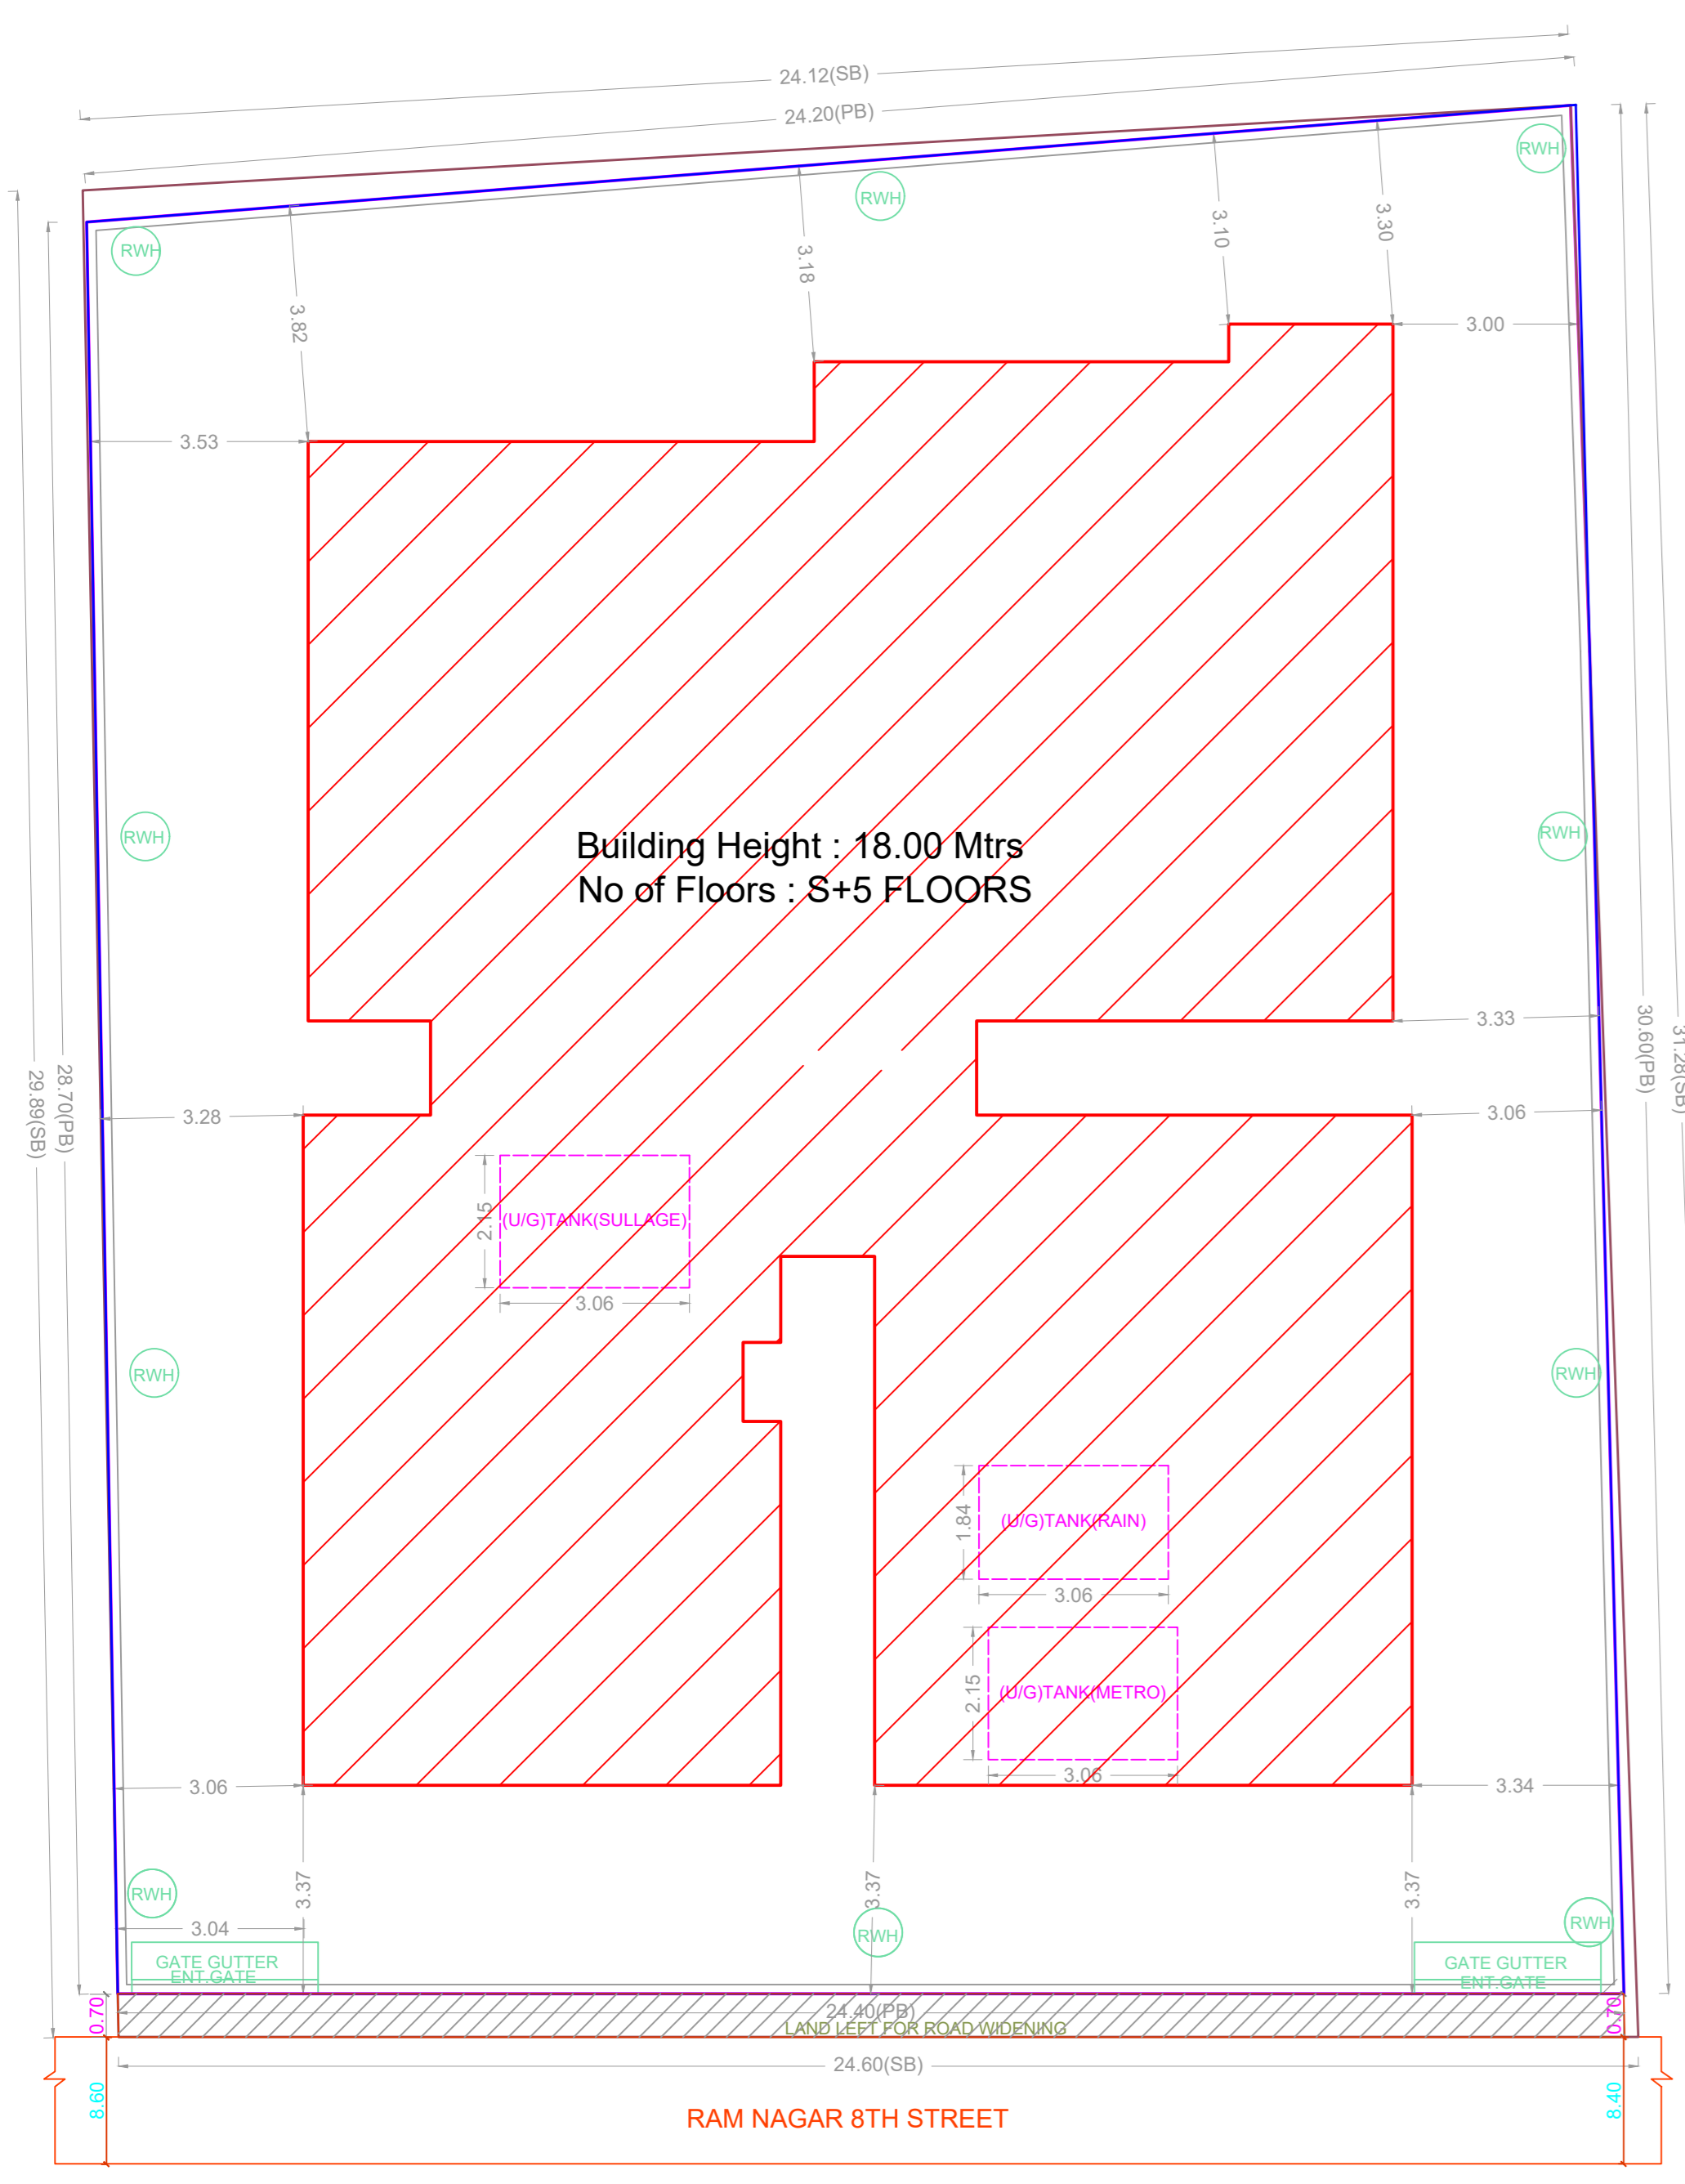 24.12(SB)
24.20(PB)
RWH
RWH
RWH
3.82
3.18
3.10
3.30
3.00
3.53
Building Height : 18.00 Mtrs
No of Floors : S+5 FLOORS
RWH
RWH
29.89(SB)
28.70(PB)
30.60(PB)
31.28(SB)
3.33
3.28
3.06
2.15
(U/G)TANK(SULLAGE)
3.06
RWH
RWH
1.84
(U/G)TANK(RAIN)
3.06
2.15
(U/G)TANK(METRO)
3.06
3.06
3.34
3.37
3.37
3.37
RWH
RWH
RWH
3.04
GATE GUTTER
ENT.GATE
GATE GUTTER
ENT.GATE
0.70
24.40(PB)
0.70
LAND LEFT FOR ROAD WIDENING
24.60(SB)
8.60
8.40
RAM NAGAR 8TH STREET